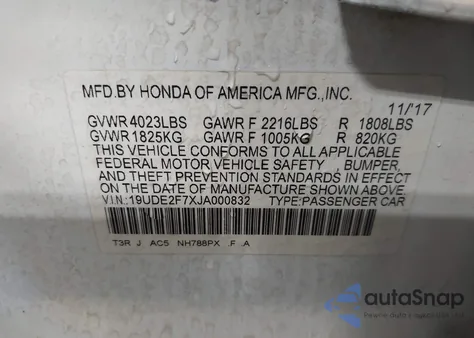 MFD.BY HONDA OF AMERICA MFG.,INC.
11/'17
GVWR 4023LBS GAWR F 2216LBS R 1808LBS
GVWR 1825KG GAWR F 1005KG R 820KG
THIS VEHICLE CONFORMS TO ALL APPLICABLE
FEDERAL MOTOR VEHICLE SAFETY , BUMPER,
AND THEFT PREVENTION STANDARDS IN EFFECT
ON THE DATE OF MANUFACTURE SHOWN ABOVE.
V.I.N.:19UDE2F7XJA000832 TYPE:PASSENGER CAR
T3R J AC5 NH788PX .F .A
autoSnap